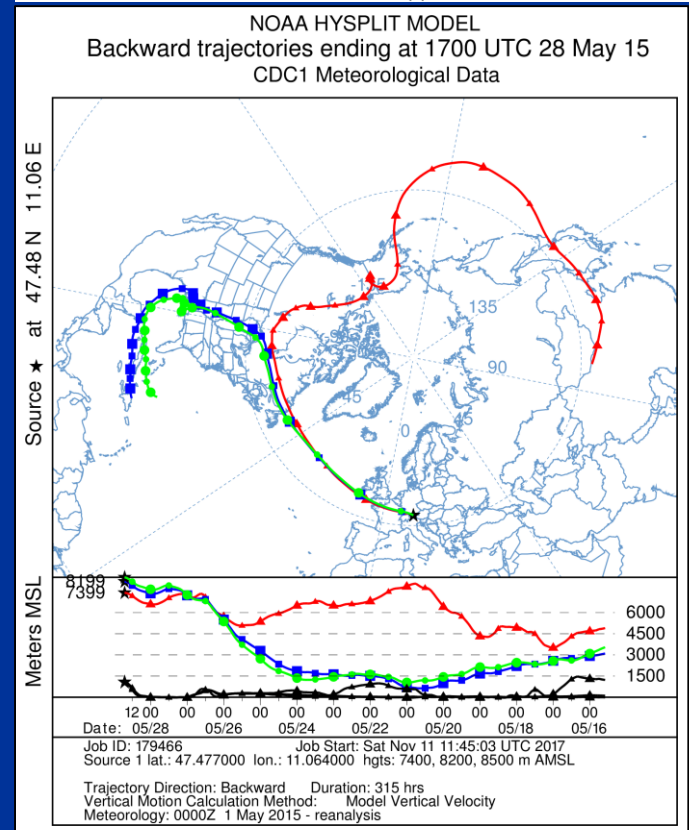 NOAA HYSPLIT MODEL
Backward trajectories ending at 1700 UTC 28 May 15
CDC1 Meteorological Data
Source ★ at 47.48 N 11.06 E
135
90
45
0
Meters MSL
8199
7399
6000
4500
3000
1500
12 00 00 00 00 00 00 00 00 00 00 00 00 00
Date: 05/28 05/26 05/24 05/22 05/20 05/18 05/16
Job ID: 179466 Job Start: Sat Nov 11 11:45:03 UTC 2017
Source 1 lat.: 47.477000 lon.: 11.064000 hgts: 7400, 8200, 8500 m AMSL
Trajectory Direction: Backward Duration: 315 hrs
Vertical Motion Calculation Method: Model Vertical Velocity
Meteorology: 0000Z 1 May 2015 - reanalysis